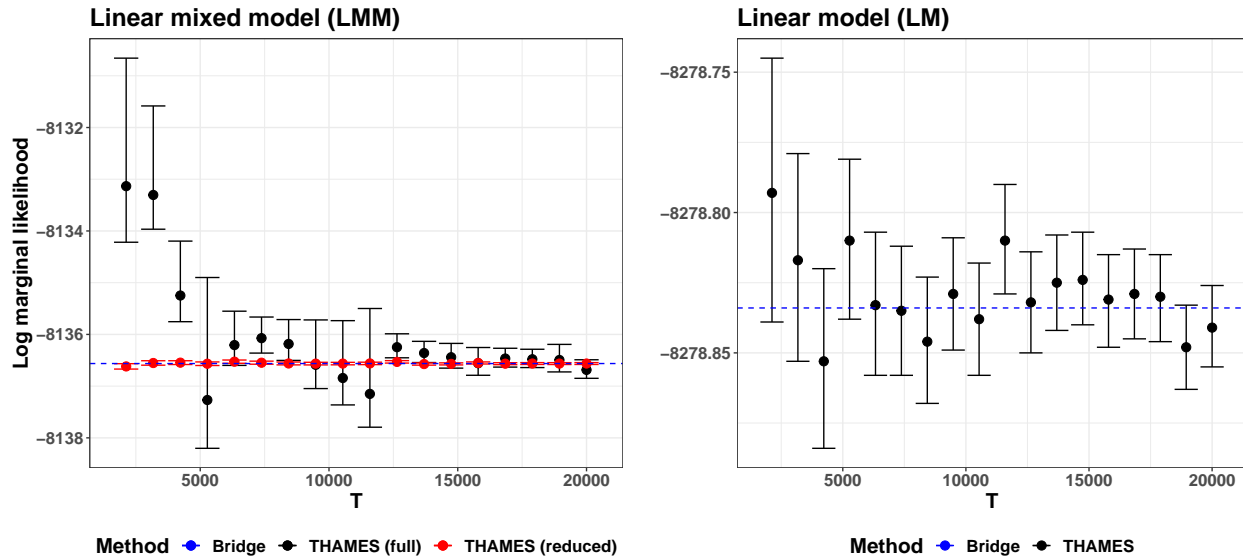 Linear mixed model (LMM)
Log marginal likelihood
−8132
−8134
−8136
−8138
5000 10000 15000 20000
T
Method Bridge THAMES (full) THAMES (reduced)
Linear model (LM)
−8278.75
−8278.80
−8278.85
5000 10000 15000 20000
T
Method Bridge THAMES